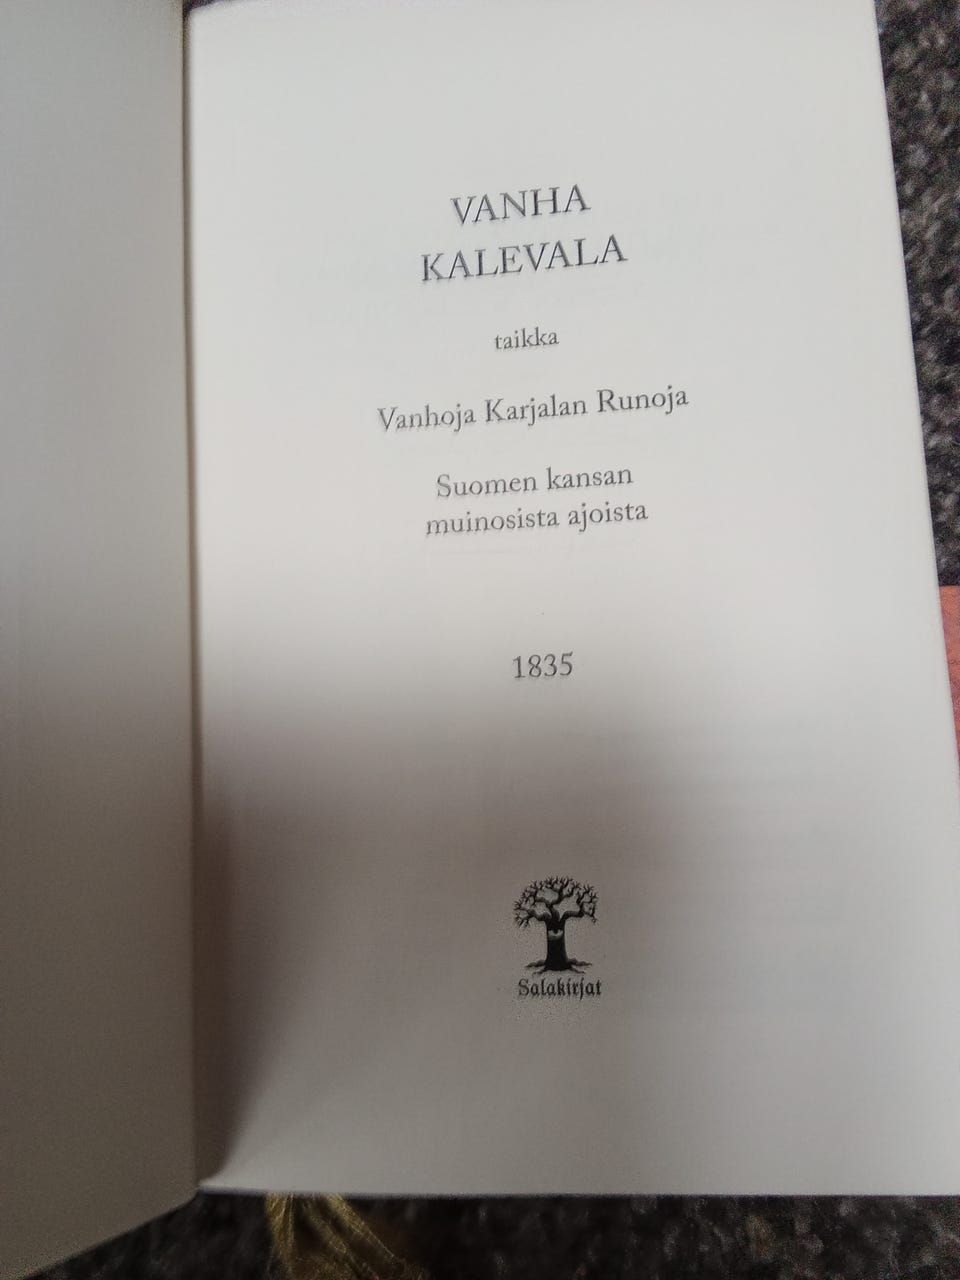 VANHA
KALEVALA
taikka
Vanhoja Karjalan Runoja
Suomen kansan
muinosista ajoista
1835
Salakirjat